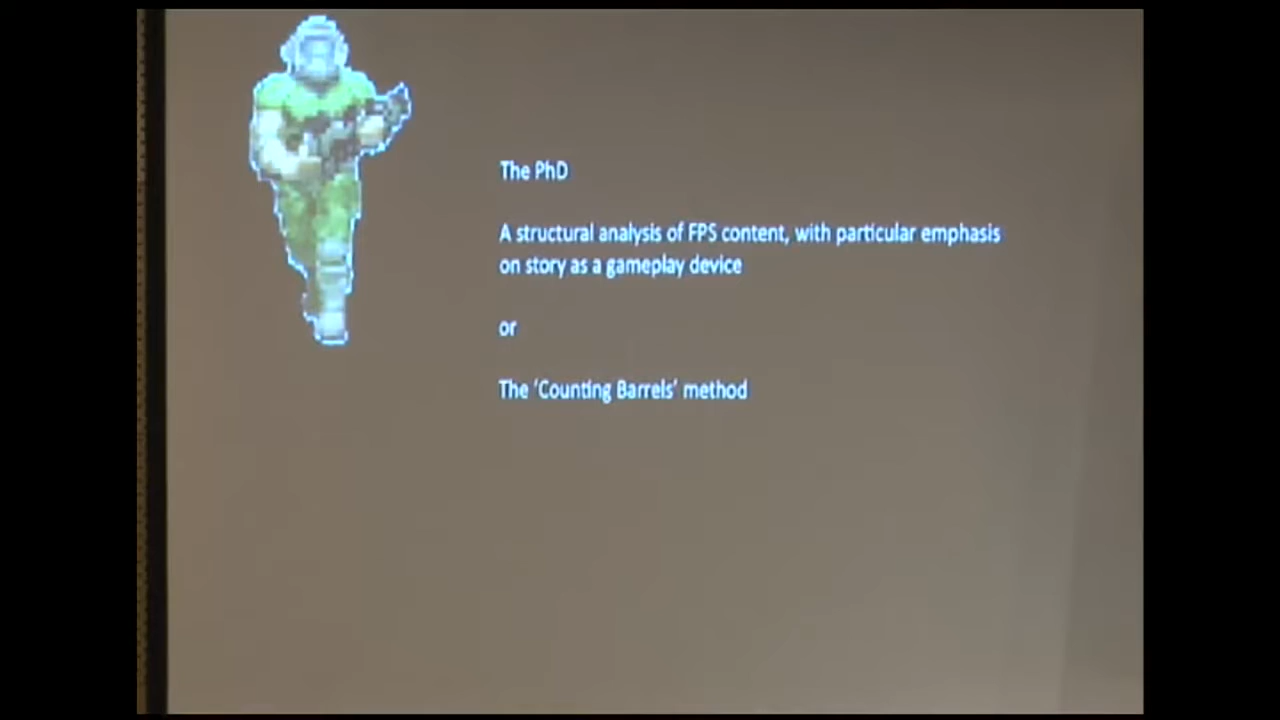 The PhD
A structural analysis of FPS content, with particular emphasis
on story as a gameplay device
or
The ‘Counting Barrels’ method